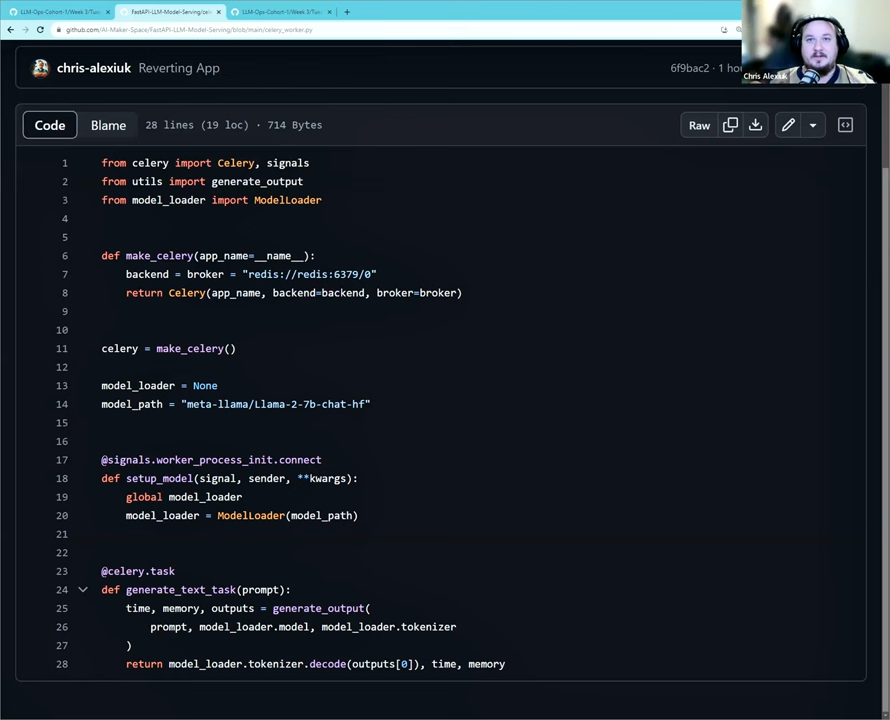 LLM-Ops-Cohort-1/Week 3/Tu
FastAPI-LLM-Model-Serving/cel
LLM-Ops-Cohort-1/Week 3/T
github.com/AI-Maker-Space/FastAPI-LLM-Model-Serving/blob/main/celery_worker.py
Chris Alexiuk
chris-alexiuk Reverting App
6f9bac2 · 1 ho
Code Blame 28 lines (19 loc) · 714 Bytes
Raw
1 from celery import Celery, signals
2 from utils import generate_output
3 from model_loader import ModelLoader
4
5
6 def make_celery(app_name=__name__):
7 backend = broker = "redis://redis:6379/0"
8 return Celery(app_name, backend=backend, broker=broker)
9
10
11 celery = make_celery()
12
13 model_loader = None
14 model_path = "meta-llama/Llama-2-7b-chat-hf"
15
16
17 @signals.worker_process_init.connect
18 def setup_model(signal, sender, **kwargs):
19 global model_loader
20 model_loader = ModelLoader(model_path)
21
22
23 @celery.task
24 def generate_text_task(prompt):
25 time, memory, outputs = generate_output(
26 prompt, model_loader.model, model_loader.tokenizer
27 )
28 return model_loader.tokenizer.decode(outputs[0]), time, memory